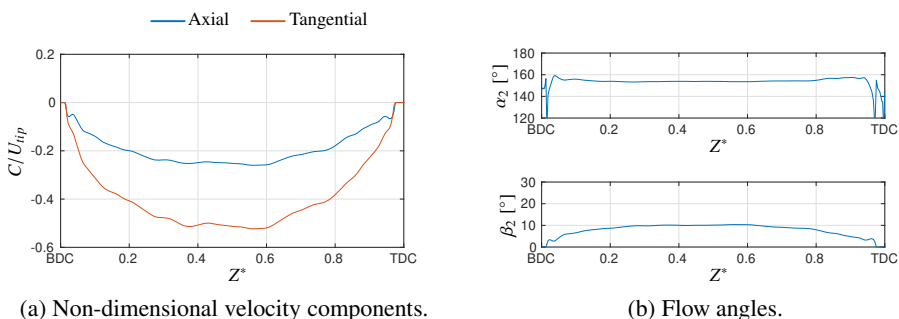 Axial Tangential
0.2
0
-0.2
-0.4
-0.6
C/U_tip
BDC 0.2 0.4 0.6 0.8 TDC
Z*
(a) Non-dimensional velocity components.
180
160
140
120
α₂ [°]
BDC 0.2 0.4 0.6 0.8 TDC
Z*
30
20
10
0
β₂ [°]
BDC 0.2 0.4 0.6 0.8 TDC
Z*
(b) Flow angles.